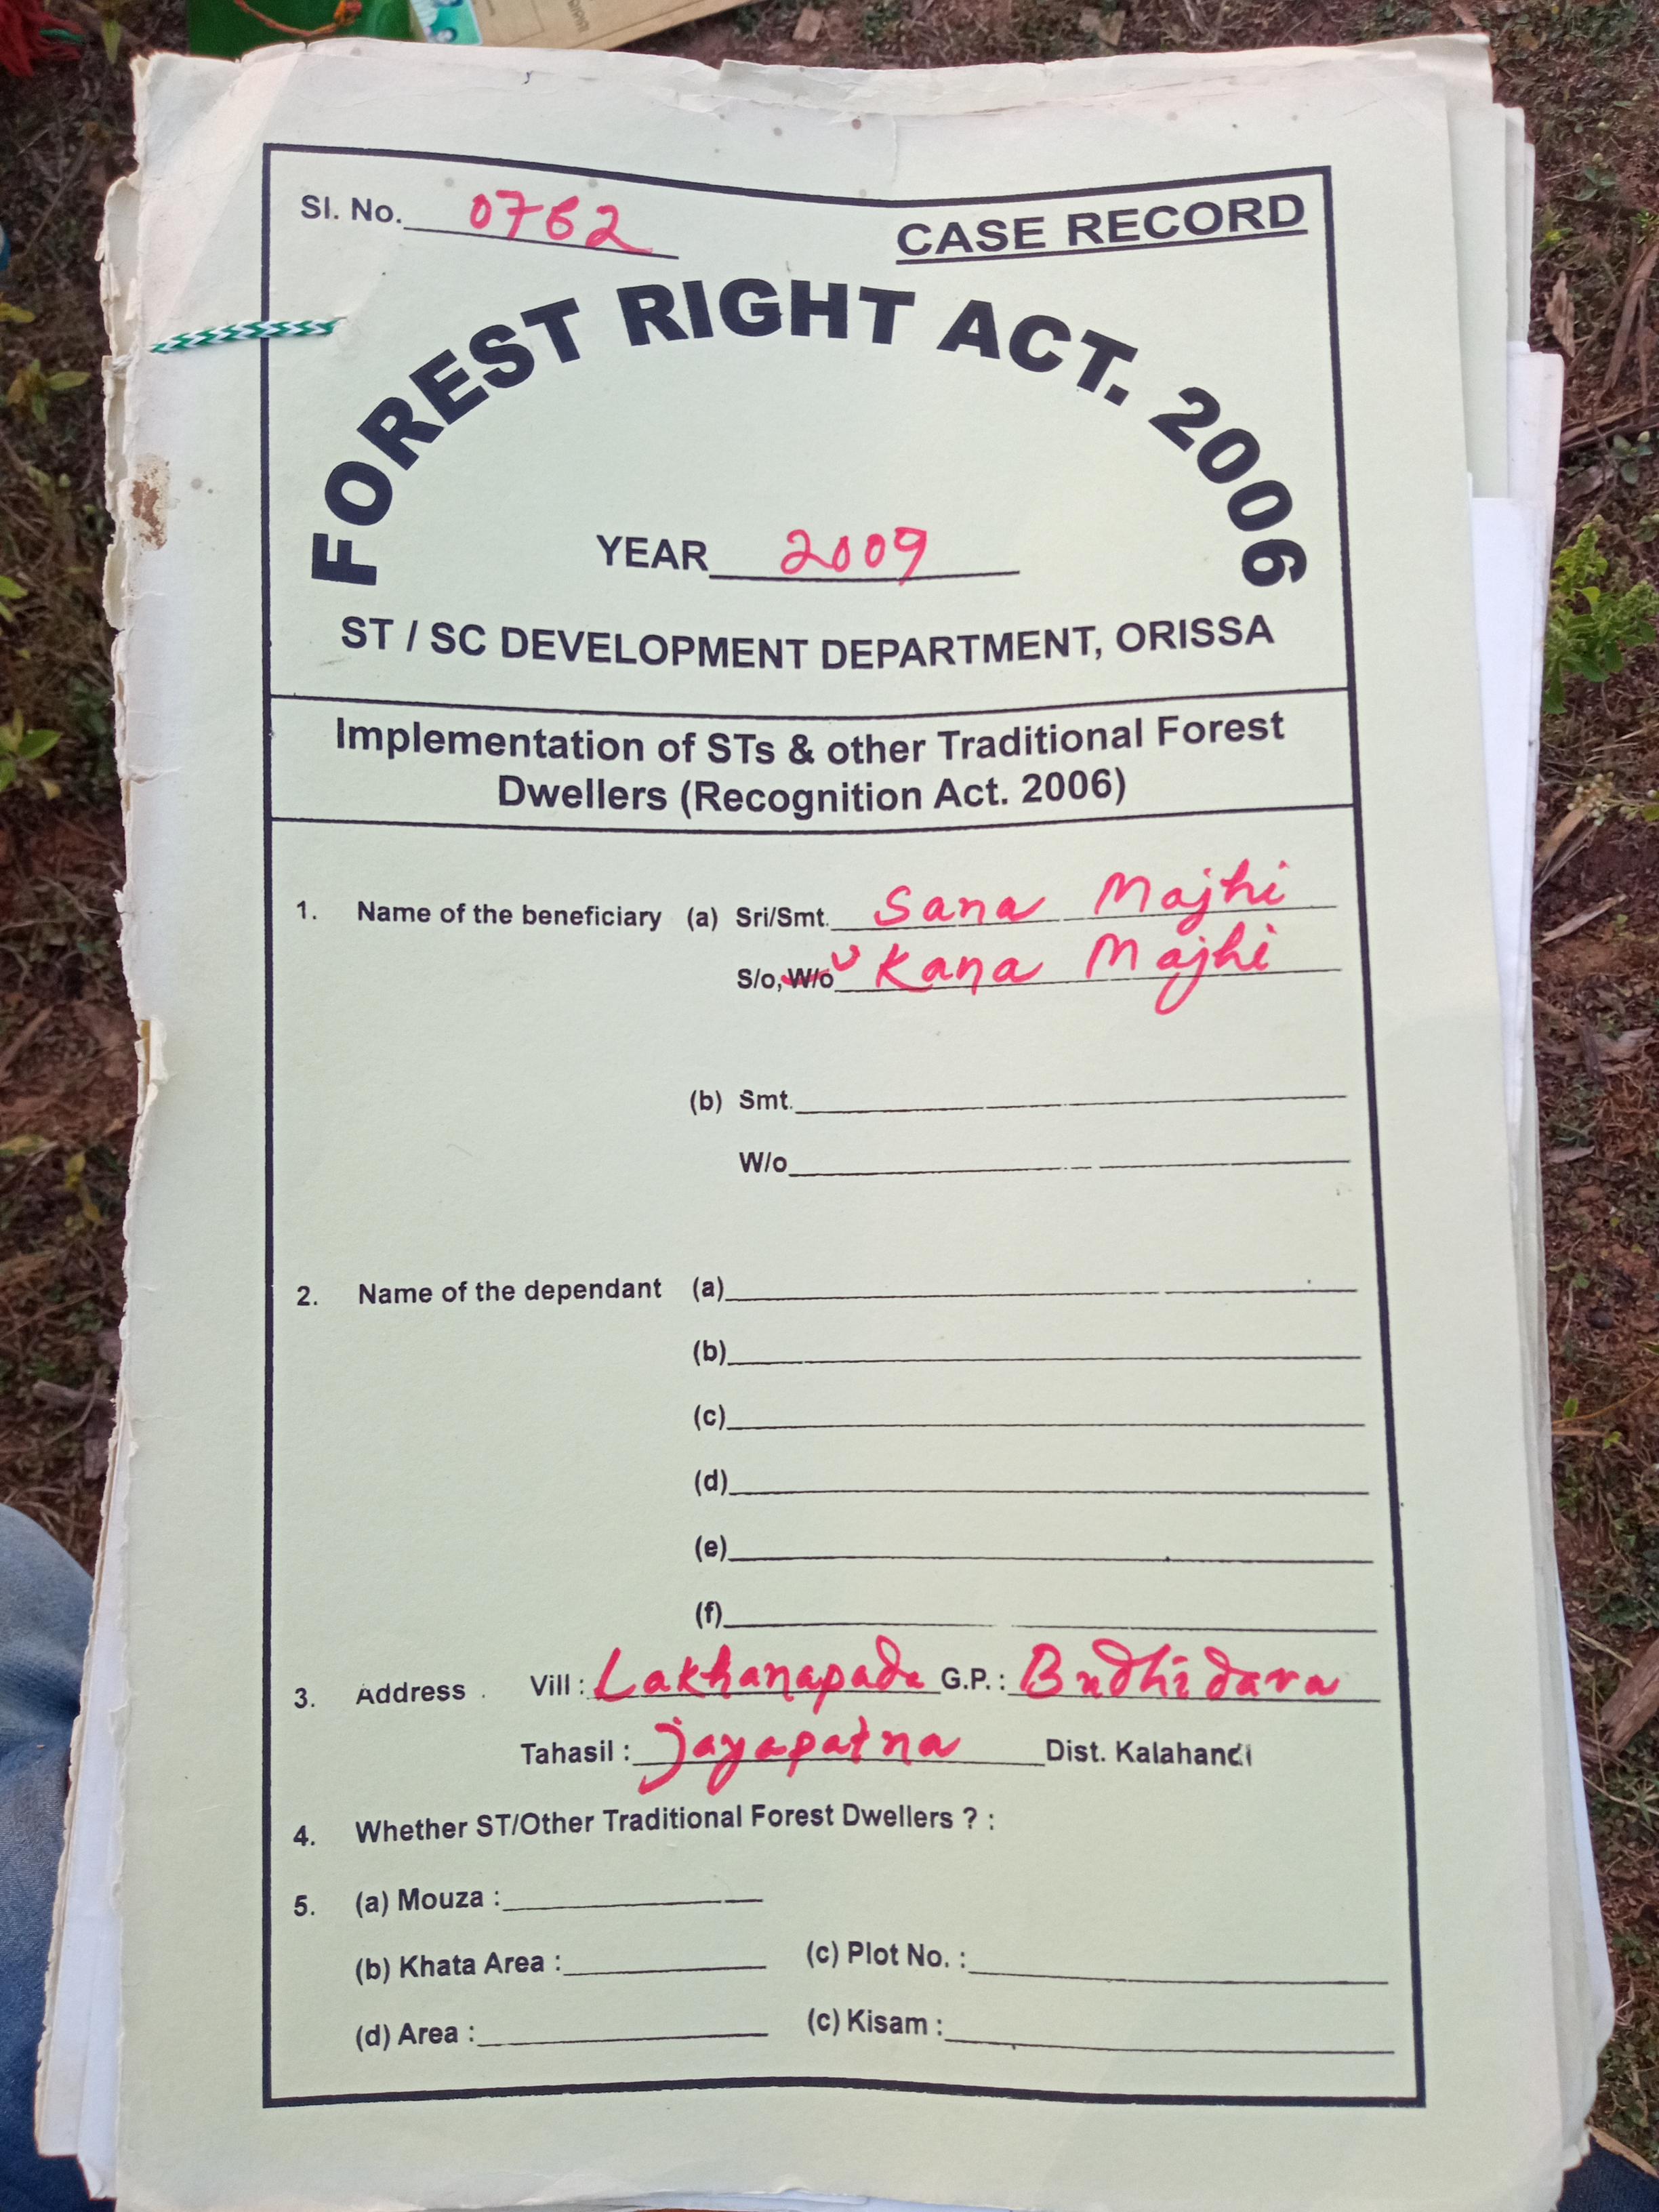 Sl. No. 0762
CASE RECORD
FOREST RIGHT ACT. 2006
YEAR 2009
ST / SC DEVELOPMENT DEPARTMENT, ORISSA
Implementation of STs & other Traditional Forest
Dwellers (Recognition Act. 2006)
1. Name of the beneficiary (a) Sri/Smt. Sana Majhi
S/o, W/o Kana Majhi
(b) Smt.
W/o
2. Name of the dependant (a)
(b)
(c)
(d)
(e)
(f)
3. Address Vill : Lakhanapada G.P. : Budhidara
Tahasil : Jayapatna Dist. Kalahandi
4. Whether ST/Other Traditional Forest Dwellers ? :
5. (a) Mouza :
(b) Khata Area : (c) Plot No. :
(d) Area : (c) Kisam :